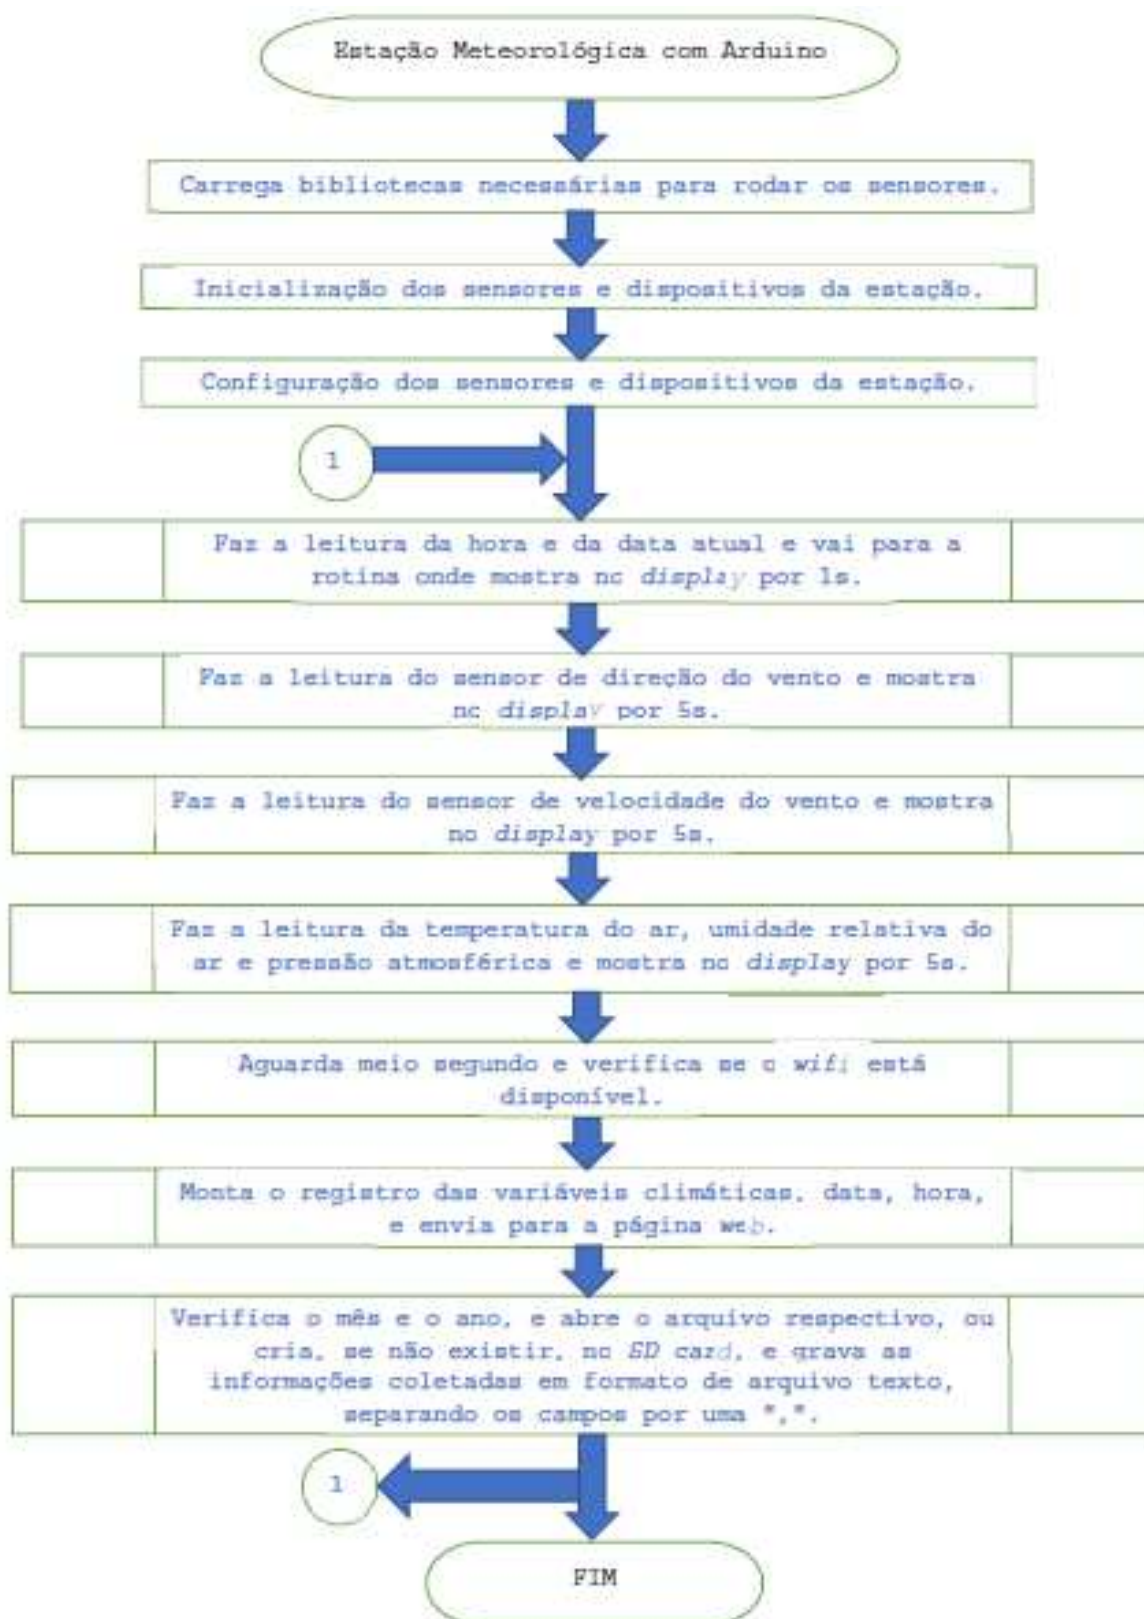 Estação Meteorológica com Arduino
Carrega bibliotecas necessárias para rodar os sensores.
Inicialização dos sensores e dispositivos da estação.
Configuração dos sensores e dispositivos da estação.
1
Faz a leitura da hora e da data atual e vai para a
rotina onde mostra no display por 1s.
Faz a leitura do sensor de direção do vento e mostra
no display por 5s.
Faz a leitura do sensor de velocidade do vento e mostra
no display por 5s.
Faz a leitura da temperatura do ar, umidade relativa do
ar e pressão atmosférica e mostra no display por 5s.
Aguarda meio segundo e verifica se o wifi está
disponível.
Monta o registro das variáveis climáticas, data, hora,
e envia para a página web.
Verifica o mês e o ano, e abre o arquivo respectivo, ou
cria, se não existir, no SD card, e grava as
informações coletadas em formato de arquivo texto,
separando os campos por uma ",".
1
FIM